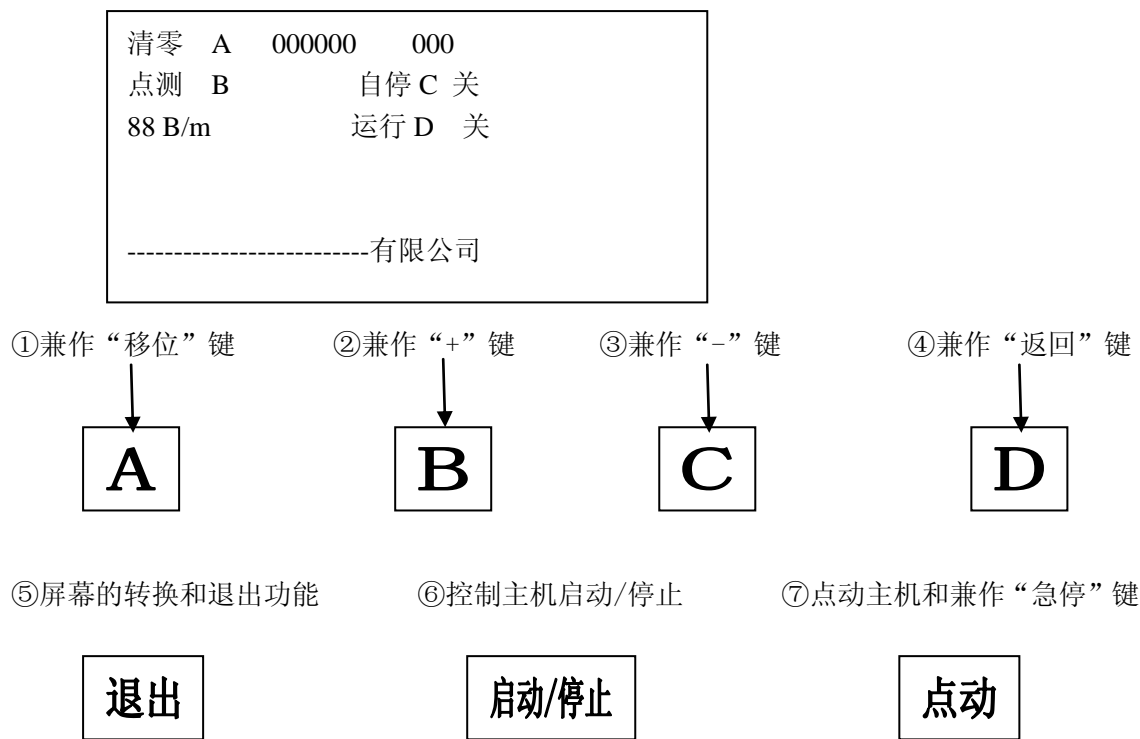 清零 A 000000 000
点测 B 自停 C 关
88 B/m 运行 D 关
--------------------------有限公司
①兼作“移位”键 ②兼作“+”键 ③兼作“-”键 ④兼作“返回”键
A B C D
⑤屏幕的转换和退出功能 ⑥控制主机启动/停止 ⑦点动主机和兼作“急停”键
退出 启动/停止 点动